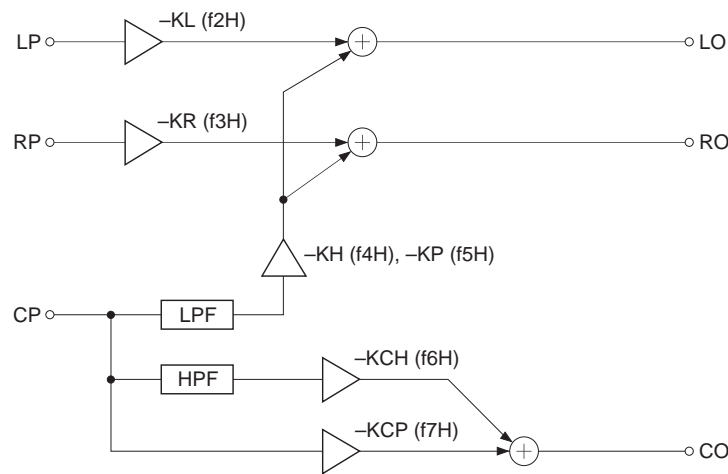 –KL (f2H)
LP
+
LO
–KR (f3H)
RP
+
RO
–KH (f4H), –KP (f5H)
CP
LPF
–KCH (f6H)
HPF
–KCP (f7H)
+
CO